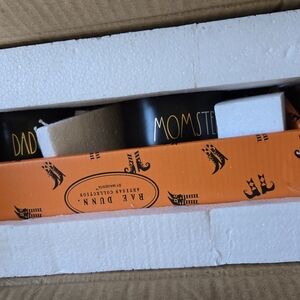 DAD
MOMSTE
RAE DUNN
ARTISAN COLLECTION
BY MAGENTA